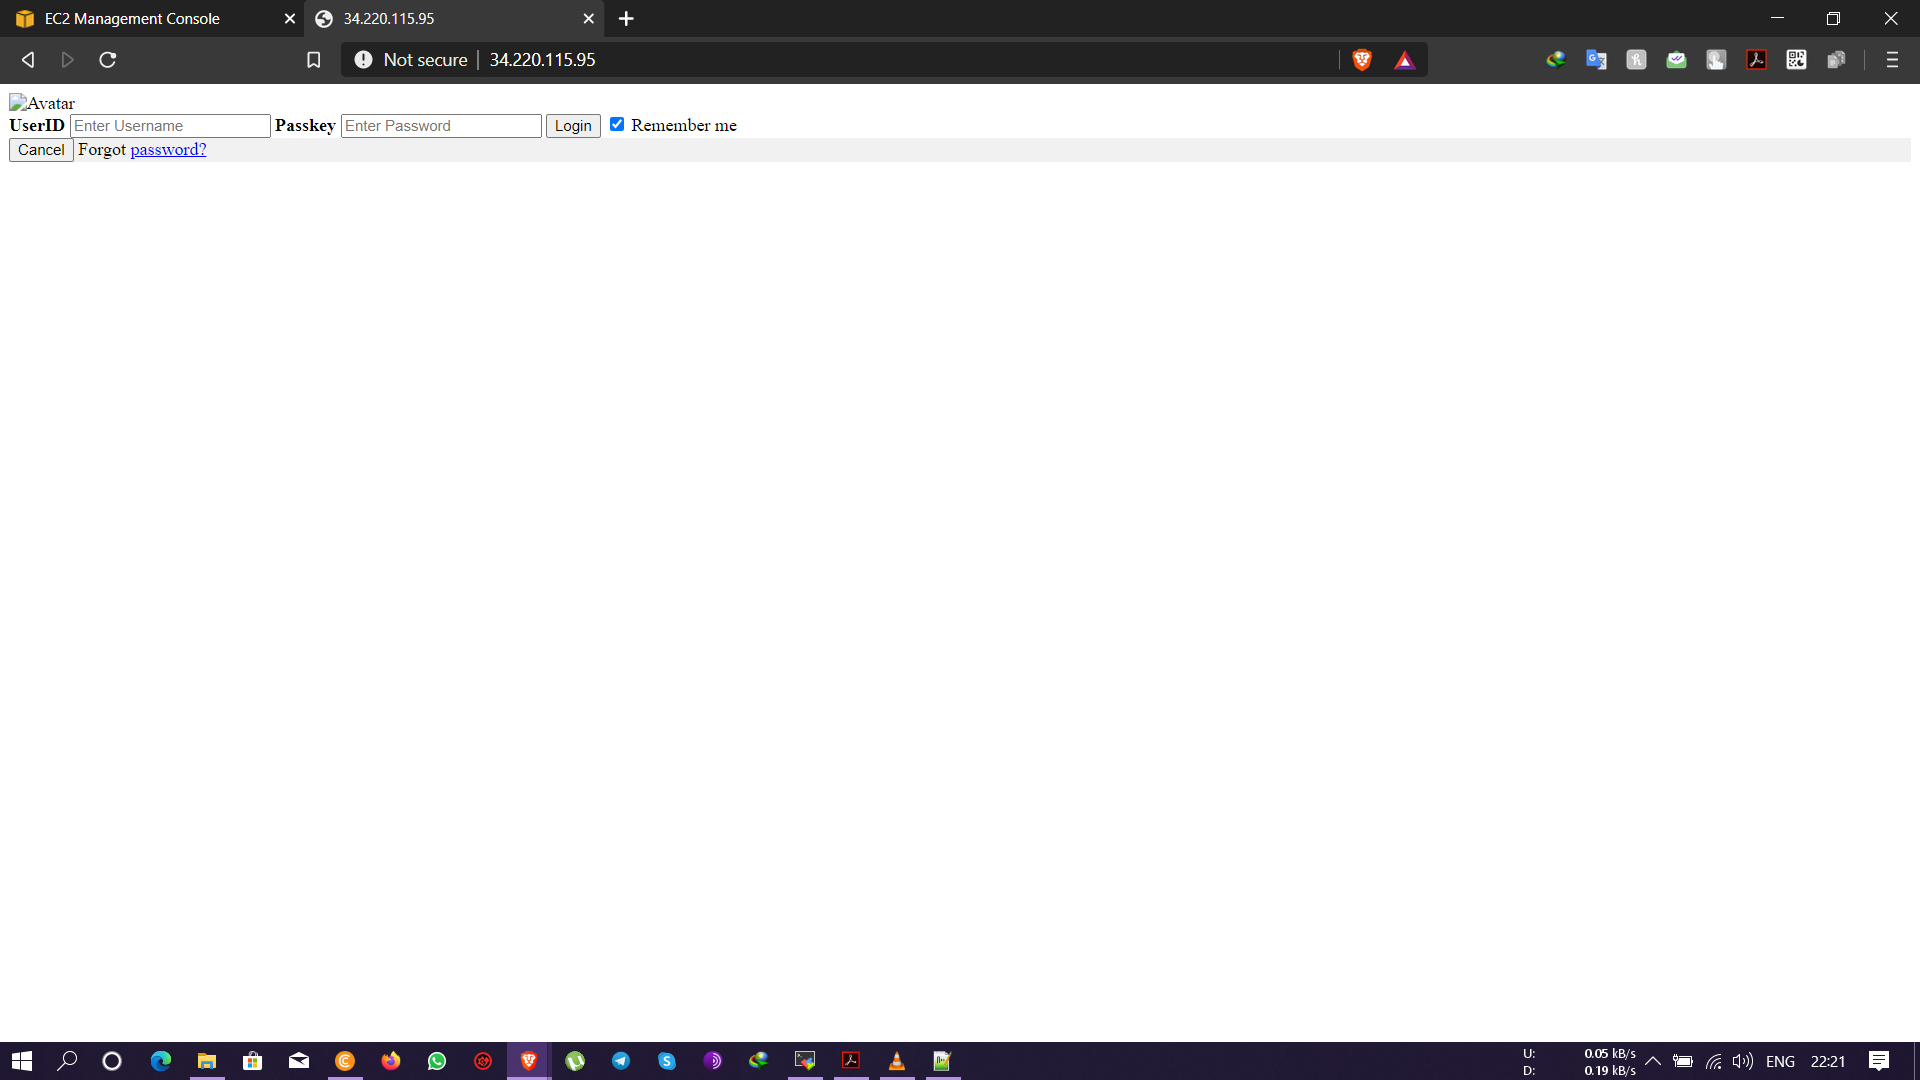 EC2 Management Console
34.220.115.95
Not secure 34.220.115.95
Avatar
UserID Enter Username Passkey Enter Password Login Remember me
Cancel Forgot password?
U: 0.05 kB/s
D: 0.19 kB/s
ENG 22:21